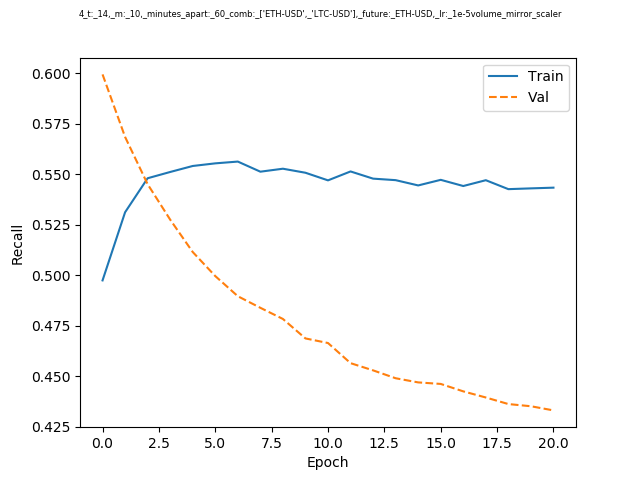 4_t:_14,_m:_10,_minutes_apart:_60_comb:_['ETH-USD',_'LTC-USD'],_future:_ETH-USD,_lr:_1e-5volume_mirror_scaler
Train
Val
0.600
0.575
0.550
0.525
0.500
0.475
0.450
0.425
Recall
0.0 2.5 5.0 7.5 10.0 12.5 15.0 17.5 20.0
Epoch